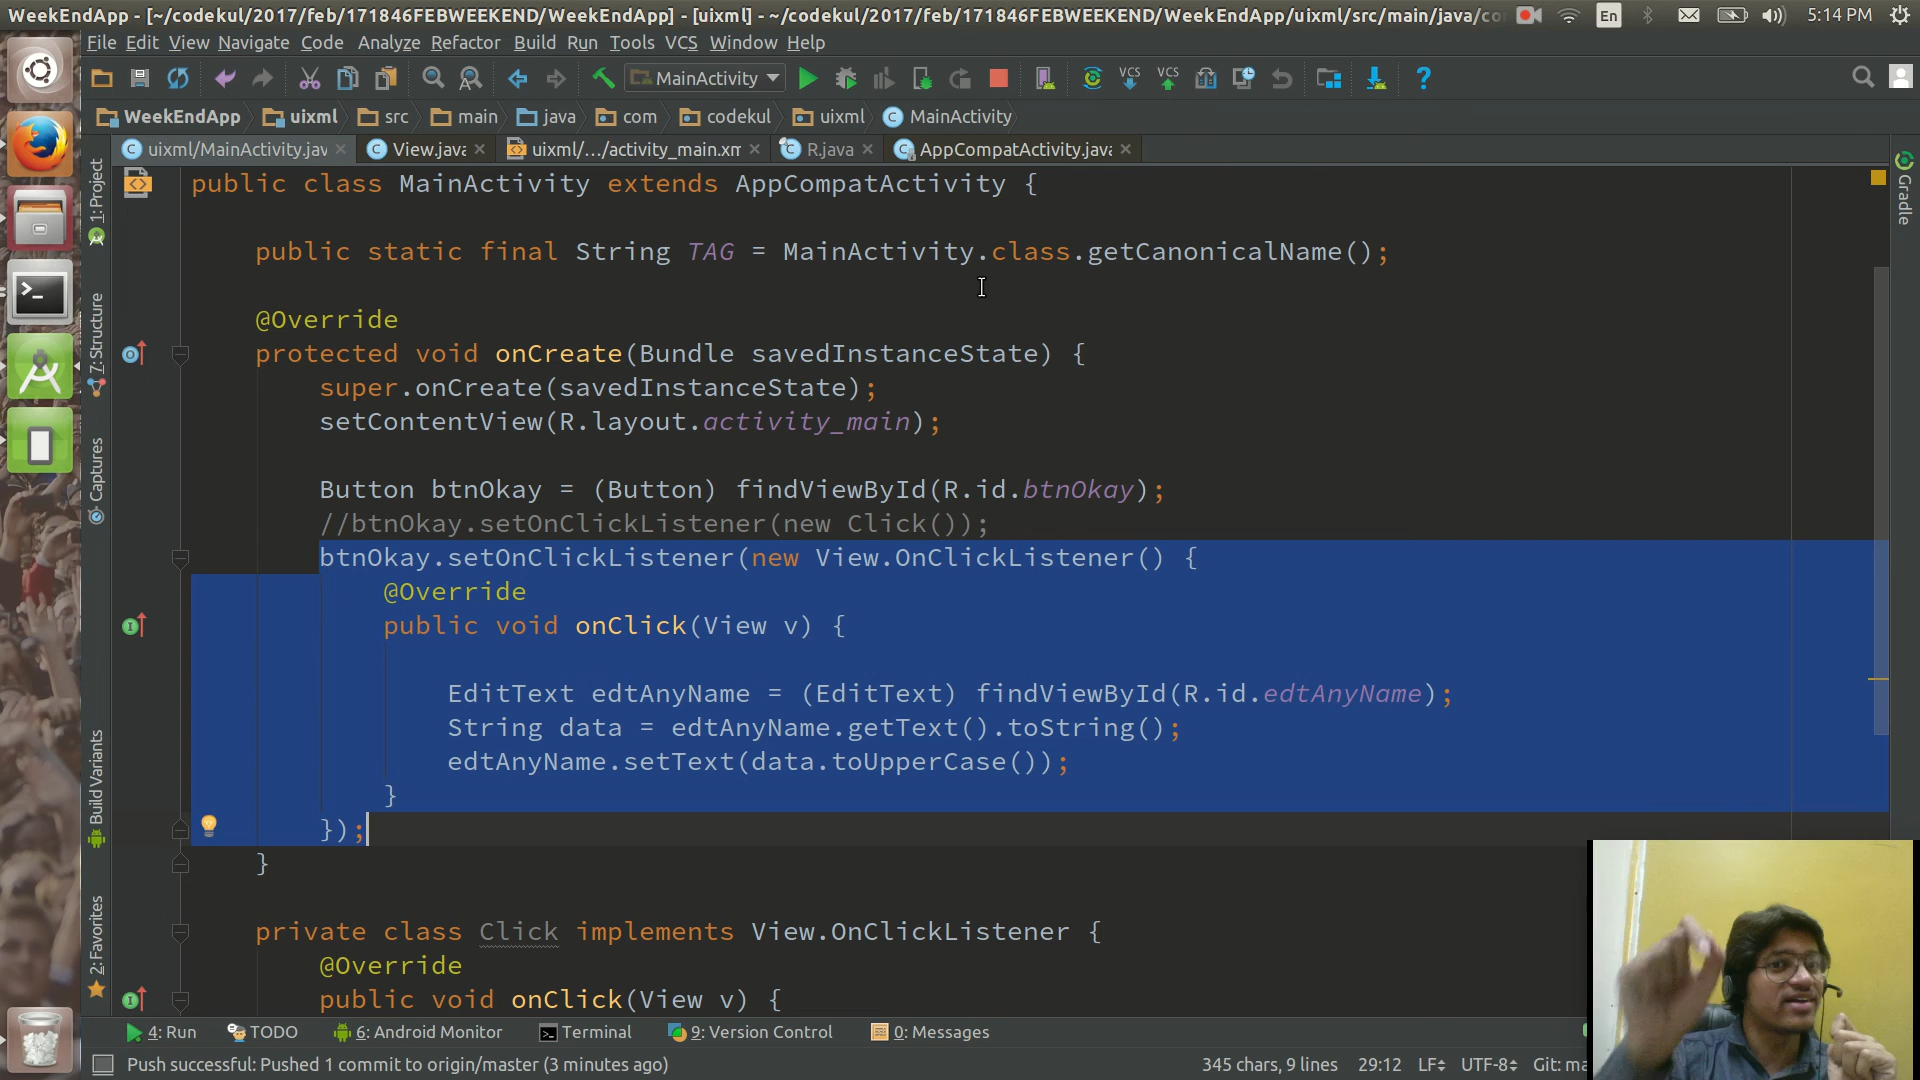 WeekEndApp - [~/codekul/2017/feb/171846FEBWEEKEND/WeekEndApp] - [uixml] - ~/codekul/2017/feb/171846FEBWEEKEND/WeekEndApp/uixml/src/main/java/co
En
5:14 PM
File Edit View Navigate Code Analyze Refactor Build Run Tools VCS Window Help
MainActivity
VCS
VCS
WeekEndApp
uixml
src
main
java
com
codekul
uixml
MainActivity
uixml/MainActivity.jav
View.java
uixml/.../activity_main.xm
R.java
AppCompatActivity.java
1: Project
7: Structure
Captures
Build Variants
2: Favorites
Gradle
public class MainActivity extends AppCompatActivity {
public static final String TAG = MainActivity.class.getCanonicalName();
@Override
protected void onCreate(Bundle savedInstanceState) {
super.onCreate(savedInstanceState);
setContentView(R.layout.activity_main);
Button btnOkay = (Button) findViewById(R.id.btnOkay);
//btnOkay.setOnClickListener(new Click());
btnOkay.setOnClickListener(new View.OnClickListener() {
@Override
public void onClick(View v) {
EditText edtAnyName = (EditText) findViewById(R.id.edtAnyName);
String data = edtAnyName.getText().toString();
edtAnyName.setText(data.toUpperCase());
}
});
}
private class Click implements View.OnClickListener {
@Override
public void onClick(View v) {
4: Run
TODO
6: Android Monitor
Terminal
9: Version Control
0: Messages
Push successful: Pushed 1 commit to origin/master (3 minutes ago)
345 chars, 9 lines
29:12
LF
UTF-8
Git: ma